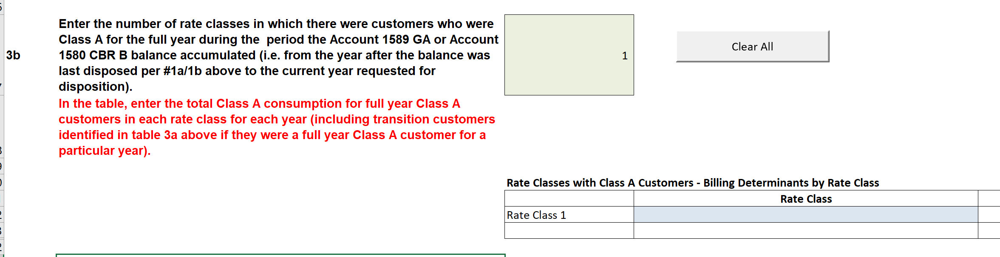 Enter the number of rate classes in which there were customers who were
Class A for the full year during the  period the Account 1589 GA or Account
3b
1580 CBR B balance accumulated (i.e. from the year after the balance was
last disposed per #1a/1b above to the current year requested for
disposition).
1
Clear All
In the table, enter the total Class A consumption for full year Class A
customers in each rate class for each year (including transition customers
identified in table 3a above if they were a full year Class A customer for a
particular year).
Rate Classes with Class A Customers - Billing Determinants by Rate Class
Rate Class
Rate Class 1